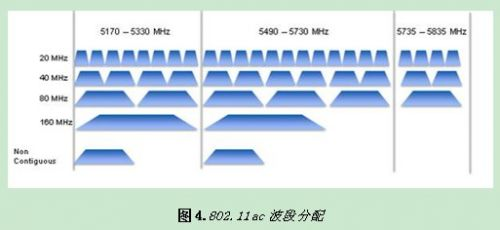 5170 – 5330 MHz
5490 – 5730 MHz
5735 – 5835 MHz
20 MHz
40 MHz
80 MHz
160 MHz
Non
Contiguous
图4.802.11ac 波段分配